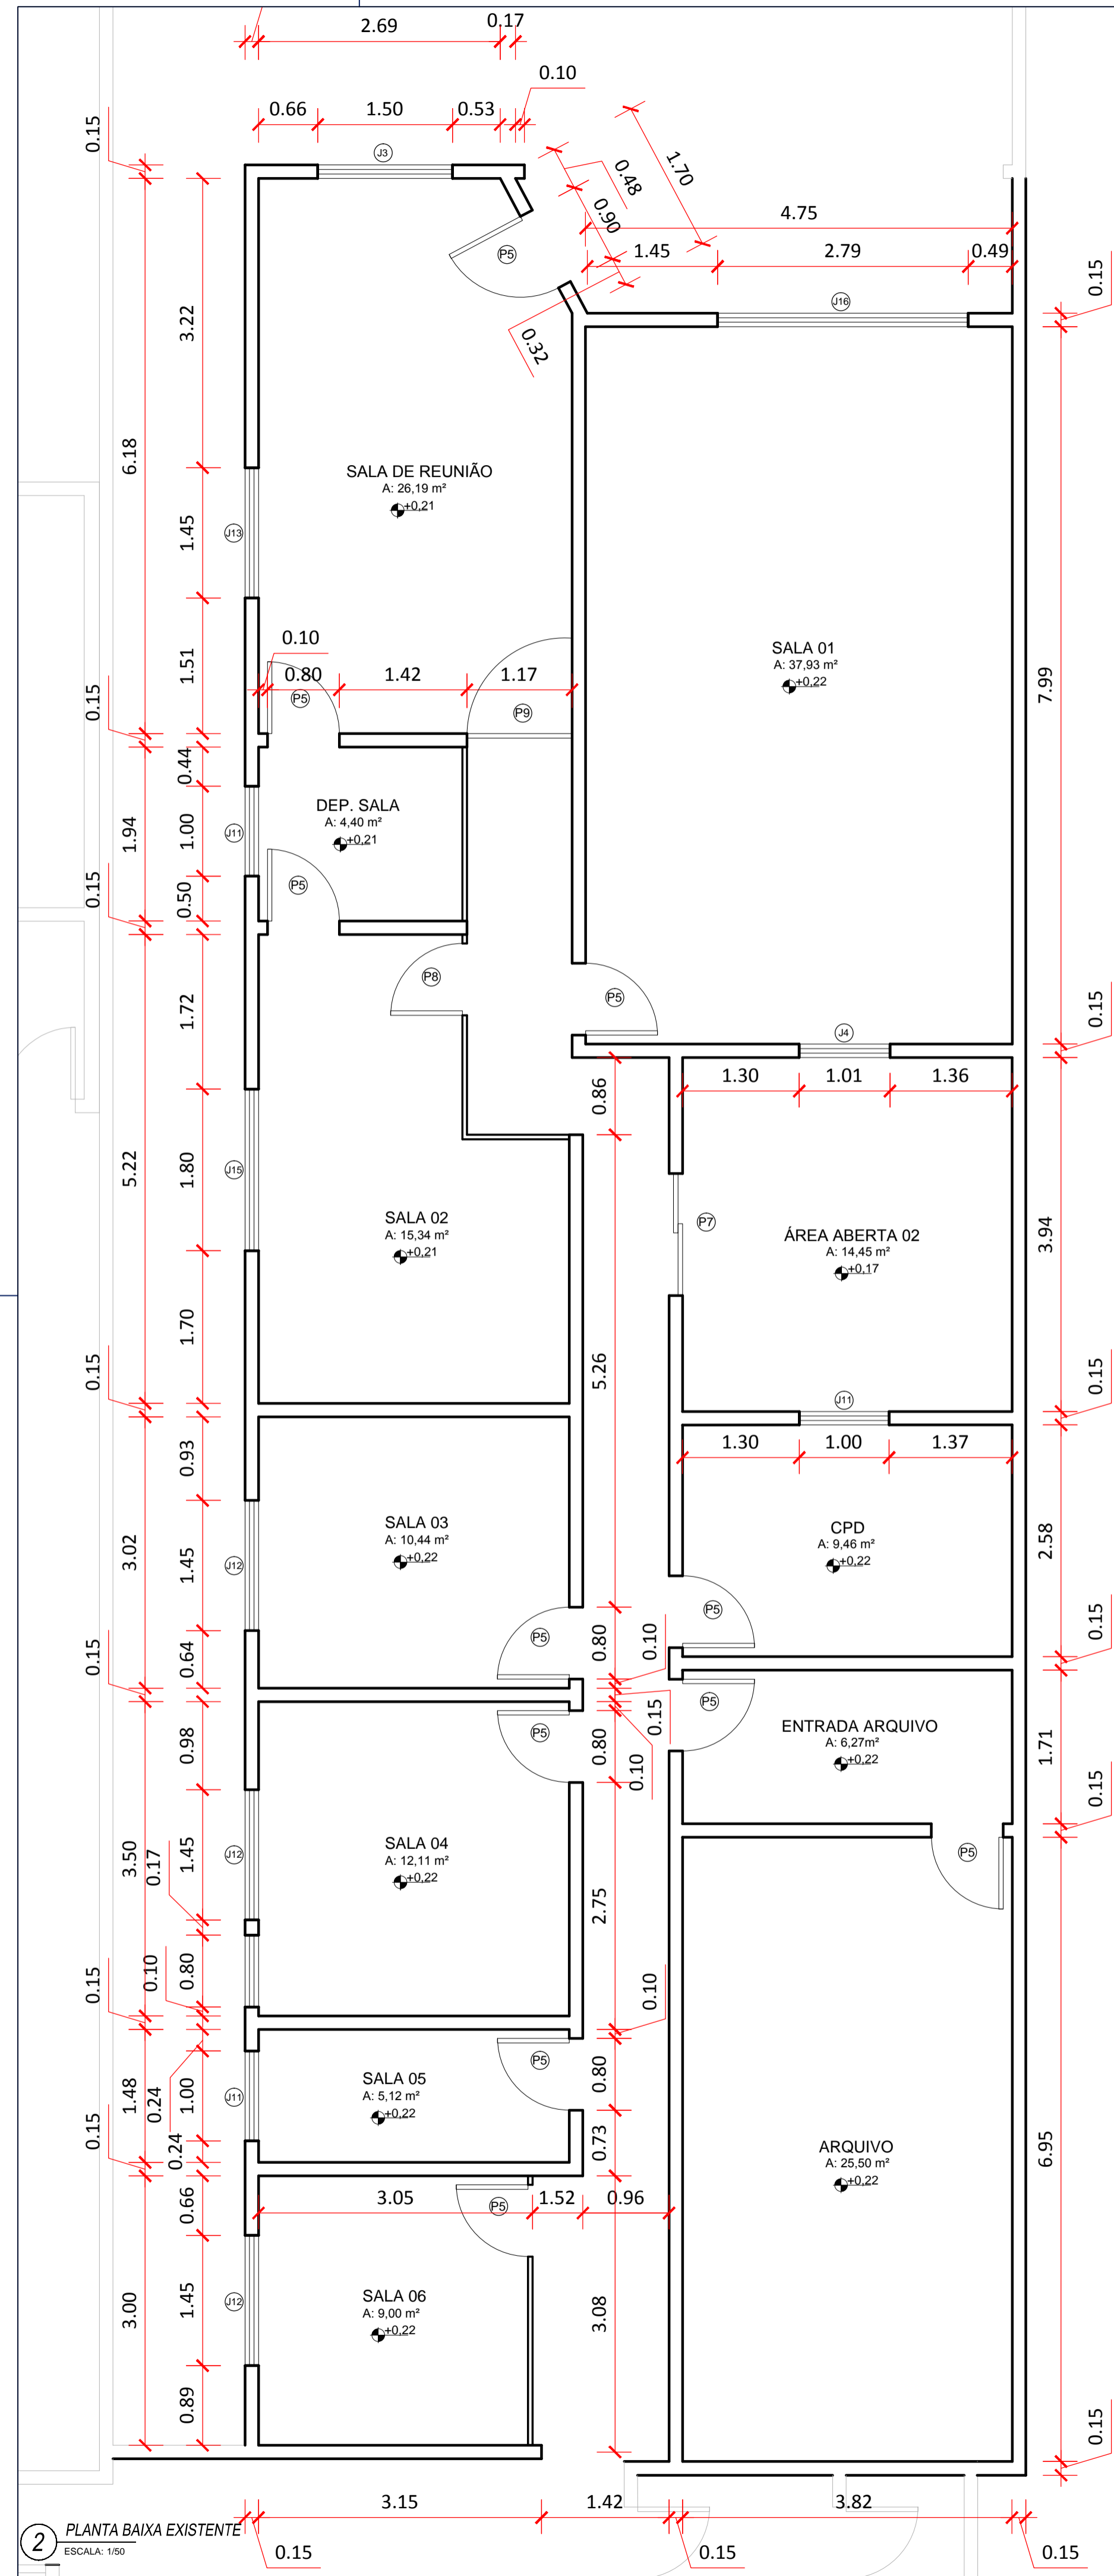 2.69
0.17
0.10
0.66
1.50
0.53
0.15
J3
0.48
1.70
0.90
4.75
P5
1.45
2.79
0.49
0.15
J16
3.22
0.32
6.18
SALA DE REUNIÃO
A: 26,19 m²
+0,21
J13
1.45
0.10
1.51
0.80
1.42
1.17
SALA 01
A: 37,93 m²
+0,22
7.99
0.15
P5
P9
0.44
DEP. SALA
A: 4,40 m²
+0,21
J11
1.94
1.00
0.15
P5
0.50
P8
P5
1.72
J4
0.15
0.86
1.30
1.01
1.36
5.22
J15
1.80
SALA 02
A: 15,34 m²
+0,21
P7
ÁREA ABERTA 02
A: 14,45 m²
+0,17
3.94
1.70
0.15
5.26
0.15
J11
0.93
1.30
1.00
1.37
SALA 03
A: 10,44 m²
+0,22
CPD
A: 9,46 m²
+0,22
3.02
J12
1.45
2.58
P5
P5
0.64
0.15
0.80
0.10
0.15
P5
0.15
P5
0.98
0.80
0.10
ENTRADA ARQUIVO
A: 6,27m²
+0,22
1.71
0.15
SALA 04
A: 12,11 m²
+0,22
3.50
0.17
1.45
J12
P5
2.75
0.15
0.10
0.80
0.10
SALA 05
A: 5,12 m²
+0,22
P5
0.80
1.48
0.24
1.00
J11
0.15
0.24
0.73
ARQUIVO
A: 25,50 m²
+0,22
6.95
0.66
3.05
P5
1.52
0.96
SALA 06
A: 9,00 m²
+0,22
3.00
1.45
J12
3.08
0.89
0.15
3.15
1.42
3.82
2
PLANTA BAIXA EXISTENTE
ESCALA: 1/50
0.15
0.15
0.15